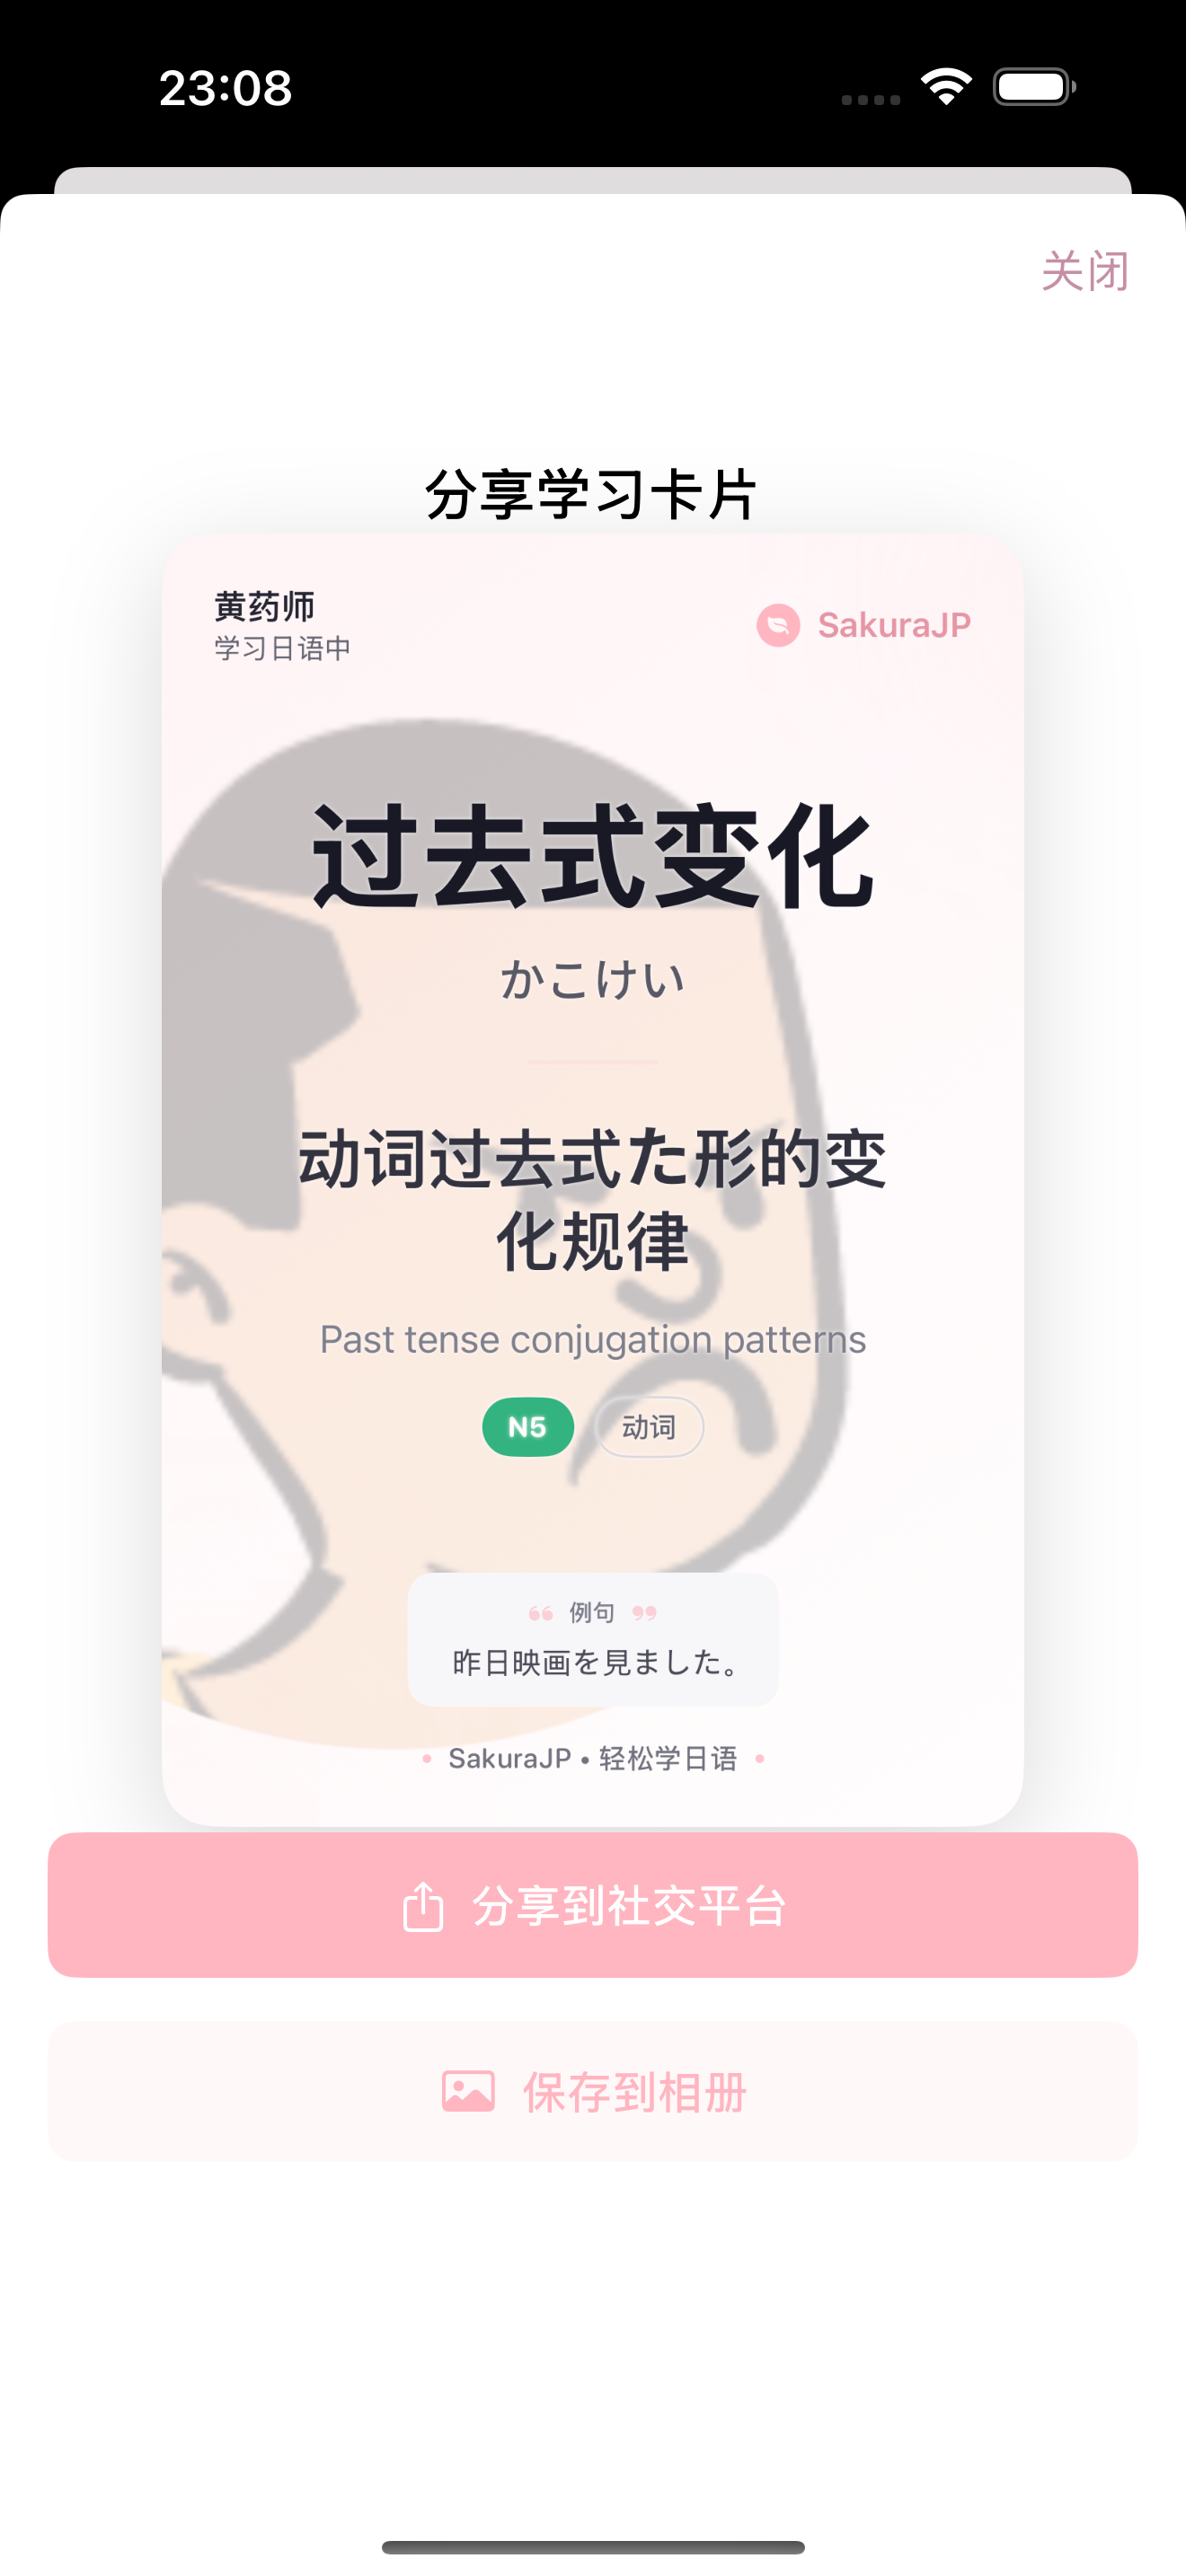 23:08
关闭
分享学习卡片
黄药师
学习日语中
SakuraJP
过去式变化
かこけい
动词过去式た形的变
化规律
Past tense conjugation patterns
N5
动词
“ 例句 ”
昨日映画を見ました。
• SakuraJP • 轻松学日语 •
分享到社交平台
保存到相册